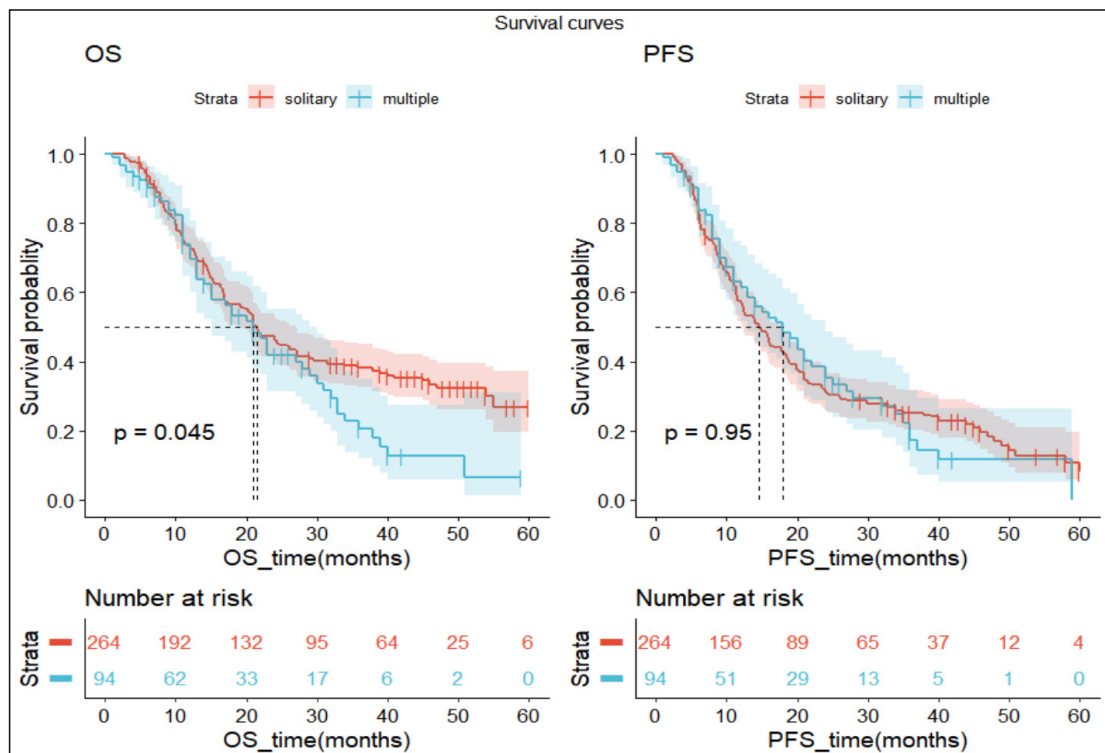 Survival curves
OS
Strata solitary multiple
Survival probablity
1.0
0.8
0.6
0.4
0.2
0.0
p = 0.045
0 10 20 30 40 50 60
OS_time(months)
Number at risk
Strata
264 192 132 95 64 25 6
94 62 33 17 6 2 0
0 10 20 30 40 50 60
OS_time(months)
PFS
Strata solitary multiple
Survival probablity
1.0
0.8
0.6
0.4
0.2
0.0
p = 0.95
0 10 20 30 40 50 60
PFS_time(months)
Number at risk
Strata
264 156 89 65 37 12 4
94 51 29 13 5 1 0
0 10 20 30 40 50 60
PFS_time(months)